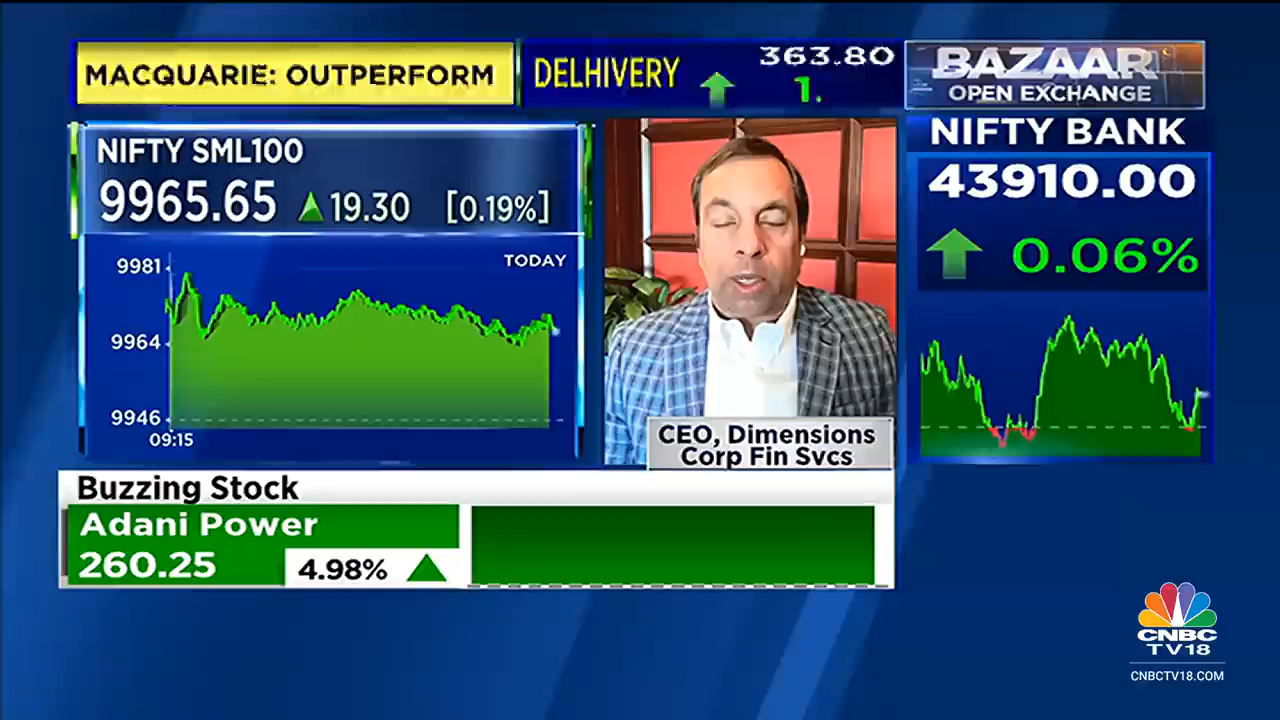 MACQUARIE: OUTPERFORM
DELHIVERY
363.80
1.
BAZAAR
OPEN EXCHANGE
NIFTY SML100
9965.65 19.30 [0.19%]
TODAY
9981
9964
9946
09:15
CEO, Dimensions
Corp Fin Svcs
NIFTY BANK
43910.00
0.06%
Buzzing Stock
Adani Power
260.25
4.98%
CNBC
TV18
CNBCTV18.COM